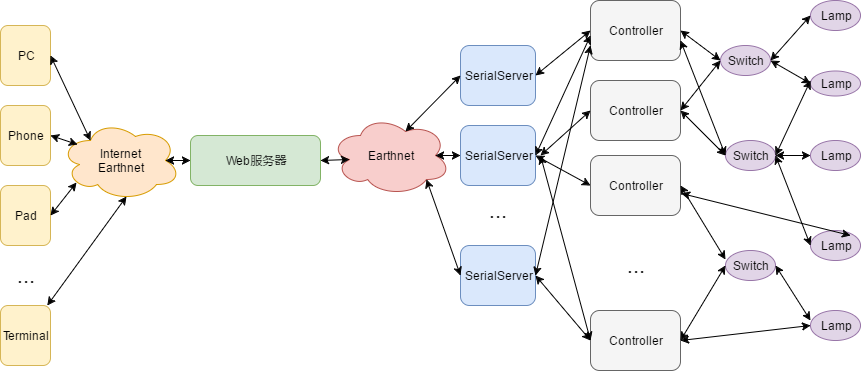 PC
Phone
Pad
...
Terminal
Internet
Earthnet
Web服务器
Earthnet
SerialServer
SerialServer
...
SerialServer
Controller
Controller
Controller
...
Controller
Switch
Switch
Switch
Lamp
Lamp
Lamp
Lamp
Lamp